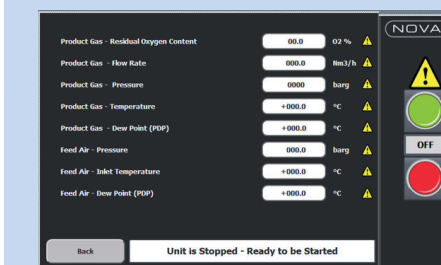 Product Gas - Residual Oxygen Content 00.0 O2 %
Product Gas - Flow Rate 000.0 Nm3/h
Product Gas - Pressure 0000 barg
Product Gas - Temperature +000.0 °C
Product Gas - Dew Point (PDP) +000.0 °C
Feed Air - Pressure 000.0 barg
Feed Air - Inlet Temperature +000.0 °C
Feed Air - Dew Point (PDP) +000.0 °C
Back Unit is Stopped - Ready to be Started
NOVA
OFF